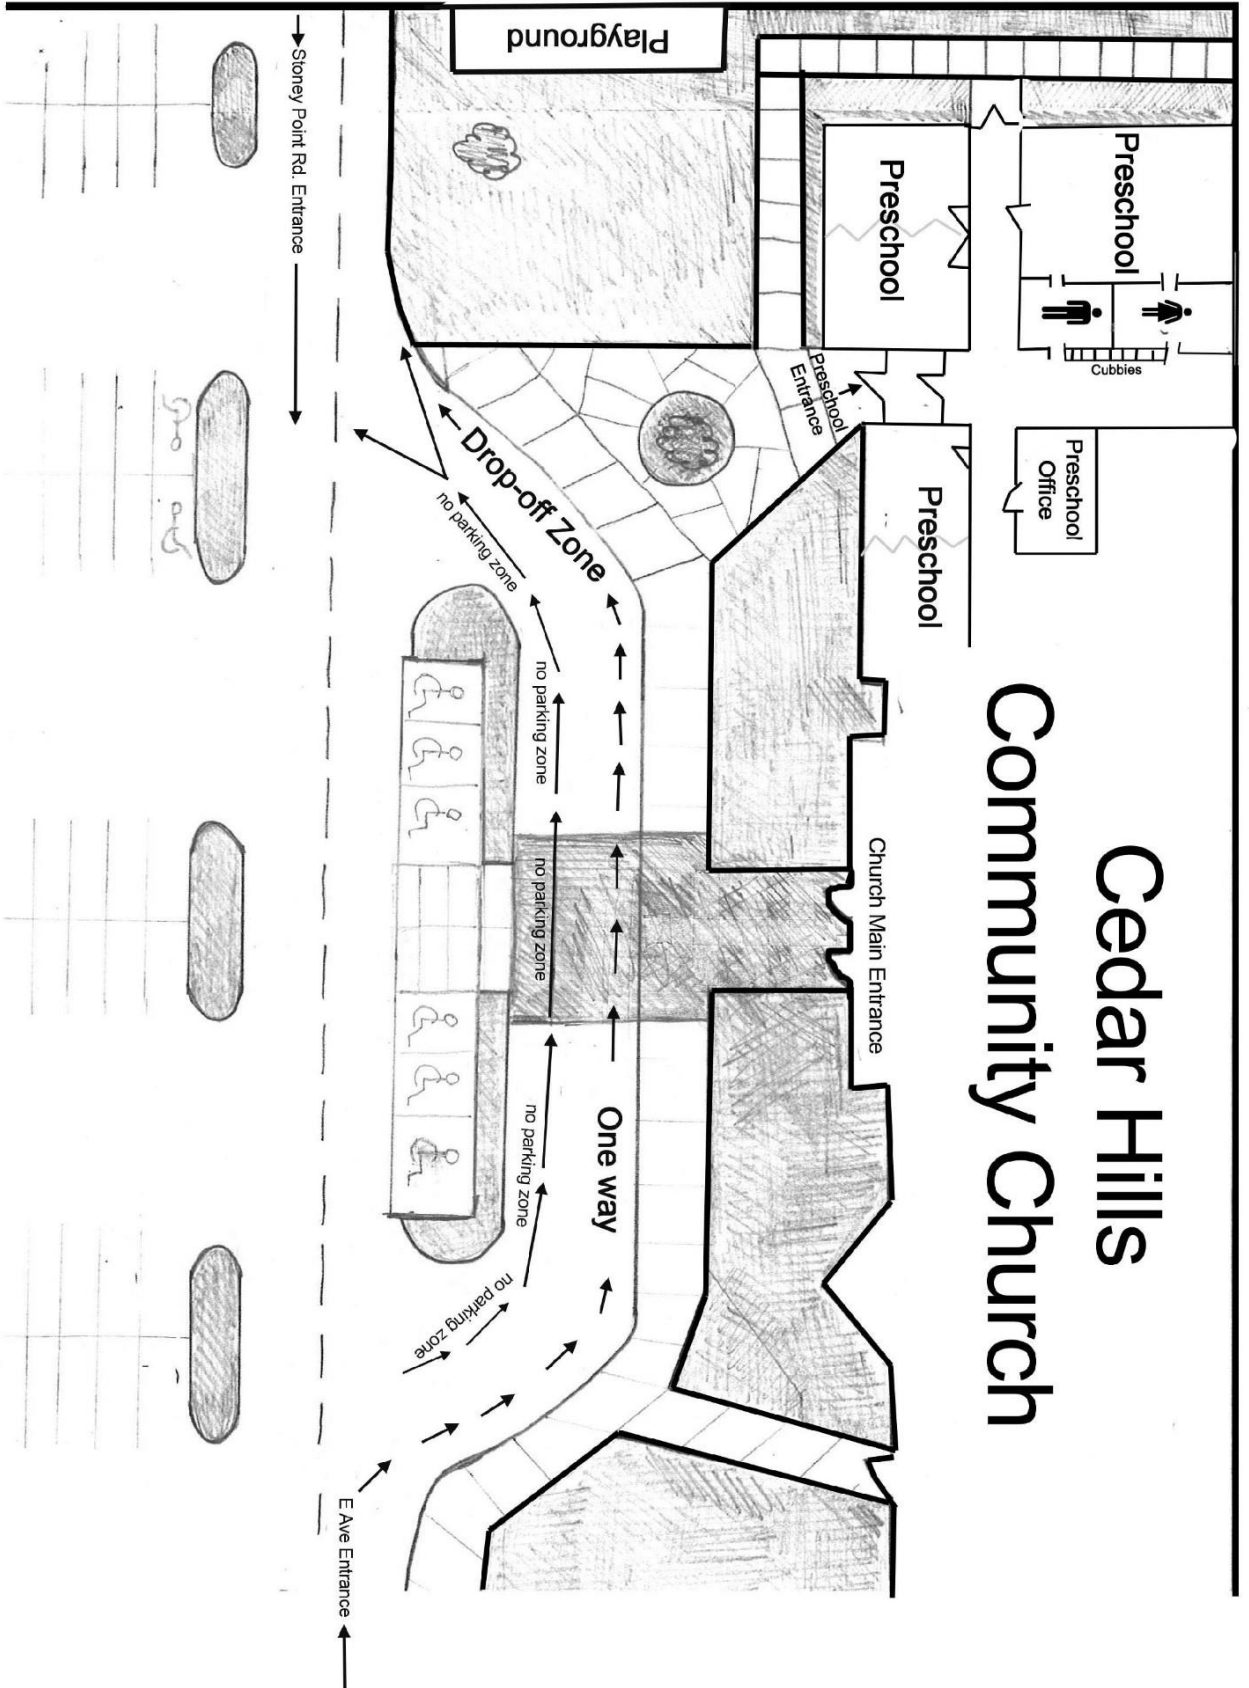 Cedar Hills
Community Church
Preschool
Cubbies
Preschool
Office
Preschool
Preschool
Entrance
Preschool
Church Main Entrance
Playground
Drop-off Zone
One way
no parking zone
no parking zone
no parking zone
no parking zone
no parking zone
Stoney Point Rd. Entrance
E Ave Entrance